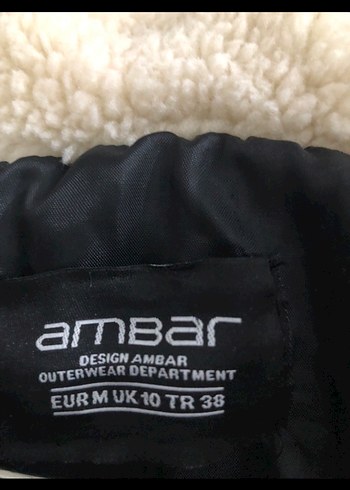 ambar
DESIGN AMBAR
OUTERWEAR DEPARTMENT
EUR M UK 10 TR 38